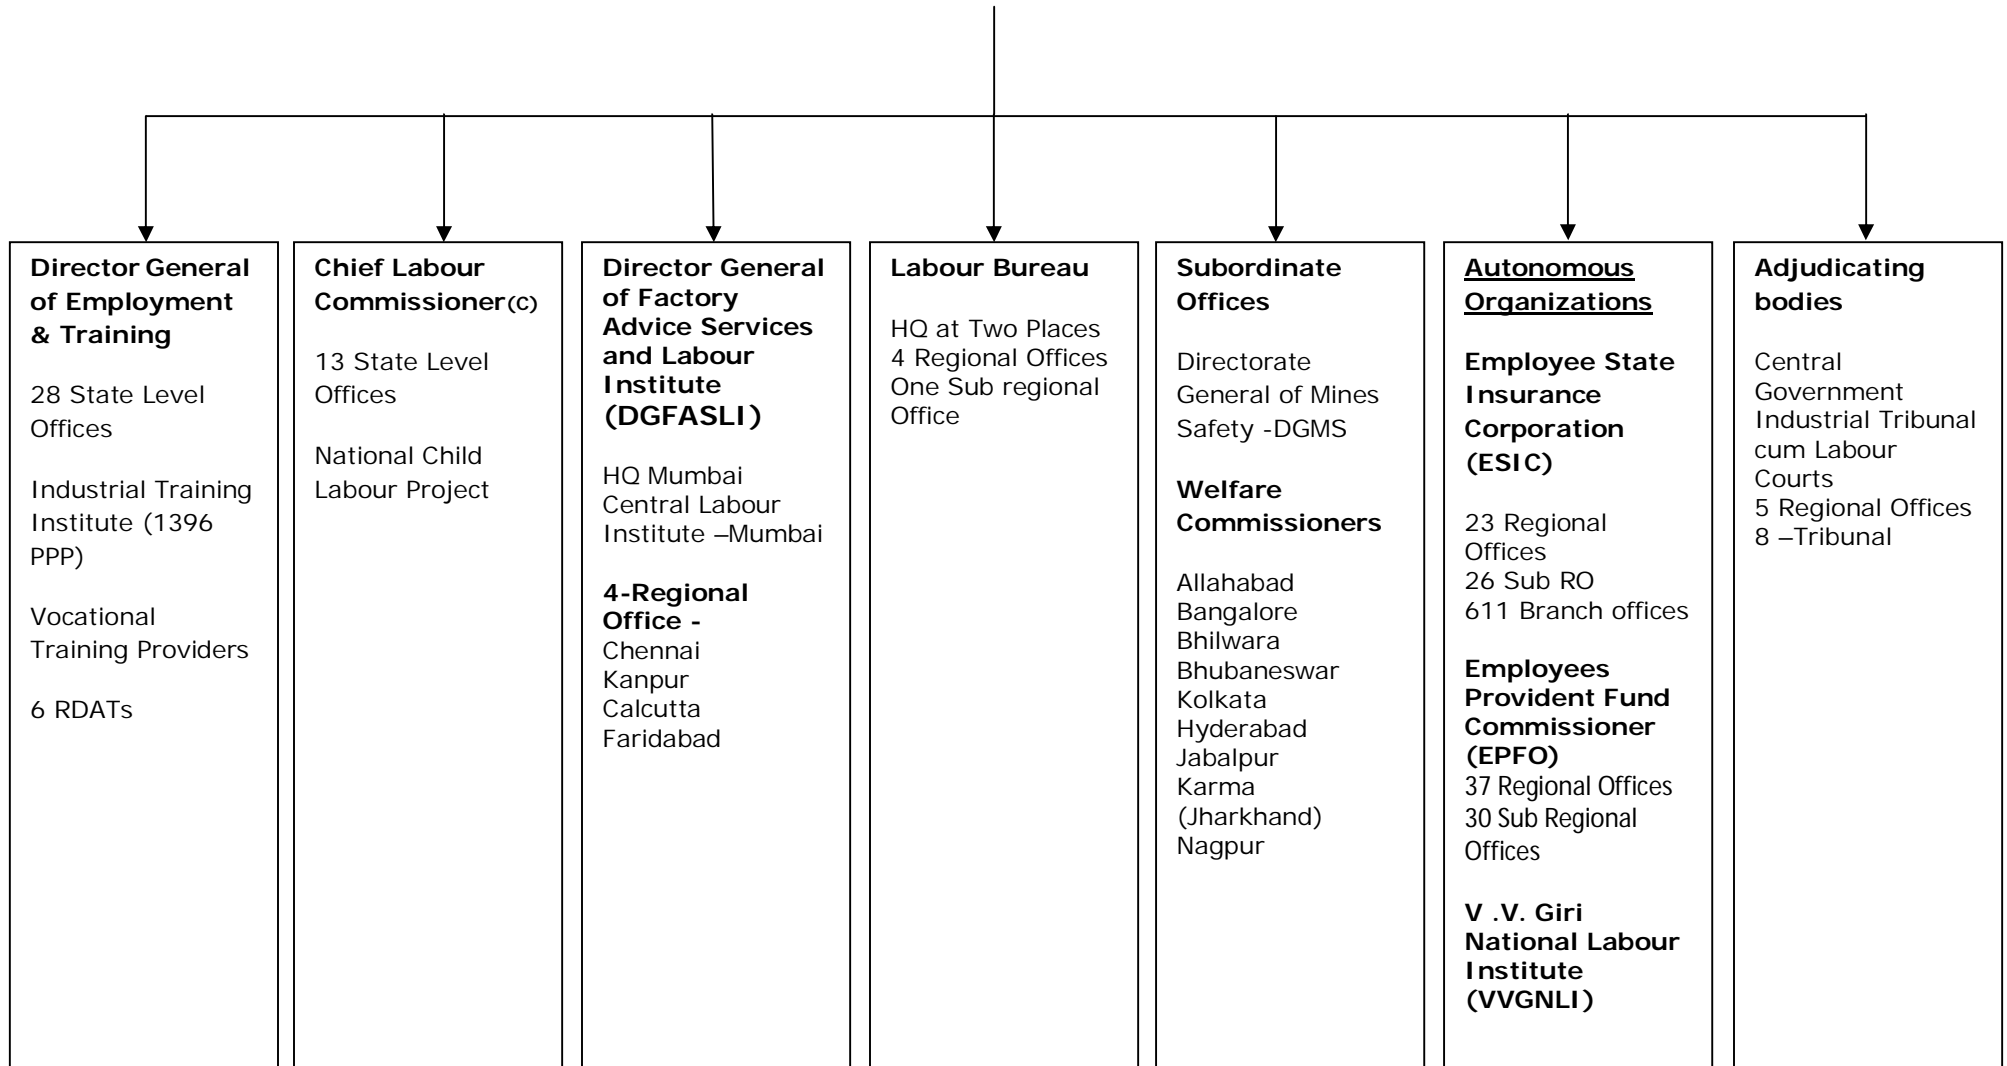 Director General
of Employment
& Training
28 State Level
Offices
Industrial Training
Institute (1396
PPP)
Vocational
Training Providers
6 RDATs
Chief Labour
Commissioner(C)
13 State Level
Offices
National Child
Labour Project
Director General
of Factory
Advice Services
and Labour
Institute
(DGFASLI)
HQ Mumbai
Central Labour
Institute –Mumbai
4-Regional
Office -
Chennai
Kanpur
Calcutta
Faridabad
Labour Bureau
HQ at Two Places
4 Regional Offices
One Sub regional
Office
Subordinate
Offices
Directorate
General of Mines
Safety -DGMS
Welfare
Commissioners
Allahabad
Bangalore
Bhilwara
Bhubaneswar
Kolkata
Hyderabad
Jabalpur
Karma
(Jharkhand)
Nagpur
Autonomous
Organizations
Employee State
Insurance
Corporation
(ESIC)
23 Regional
Offices
26 Sub RO
611 Branch offices
Employees
Provident Fund
Commissioner
(EPFO)
37 Regional Offices
30 Sub Regional
Offices
V .V. Giri
National Labour
Institute
(VVGNLI)
Adjudicating
bodies
Central
Government
Industrial Tribunal
cum Labour
Courts
5 Regional Offices
8 –Tribunal